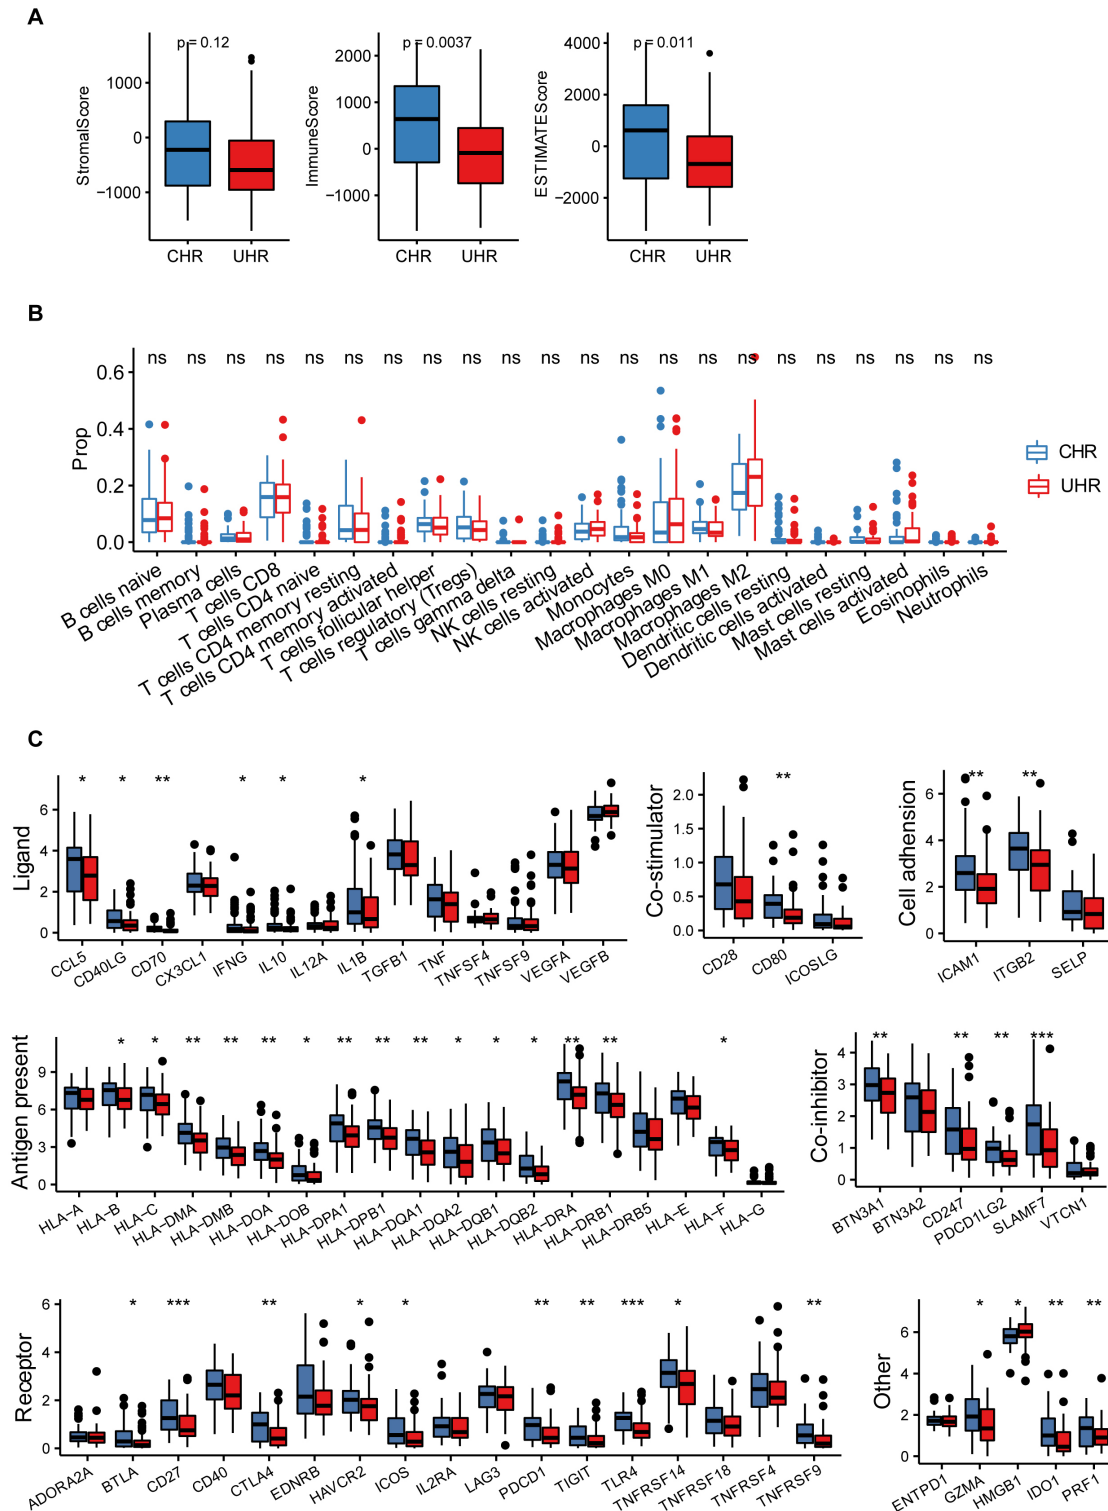 A
p = 0.12
p = 0.0037
p = 0.011
StromalScore
1000
0
−1000
CHR
UHR
ImmuneScore
2000
1000
0
−1000
CHR
UHR
ESTIMATEScore
4000
2000
0
−2000
CHR
UHR
B
ns ns ns ns ns ns ns ns ns ns ns ns ns ns ns ns ns ns ns ns ns ns
Prop
0.6
0.4
0.2
0.0
CHR
UHR
B cells naive
B cells memory
Plasma cells
T cells CD8
T cells CD4 naive
T cells CD4 memory resting
T cells CD4 memory activated
T cells follicular helper
T cells regulatory (Tregs)
T cells gamma delta
NK cells resting
NK cells activated
Monocytes
Macrophages M0
Macrophages M1
Macrophages M2
Dendritic cells resting
Dendritic cells activated
Mast cells resting
Mast cells activated
Eosinophils
Neutrophils
C
* * ** * * *
Ligand
6
4
2
0
CCL5
CD40LG
CD70
CX3CL1
IFNG
IL10
IL12A
IL1B
TGFB1
TNF
TNFSF4
TNFSF9
VEGFA
VEGFB
**
Co-stimulator
2.0
1.5
1.0
0.5
0.0
CD28
CD80
ICOSLG
** **
Cell adhension
6
4
2
0
ICAM1
ITGB2
SELP
* * ** ** ** * ** ** ** * * * ** ** *
Antigen present
9
6
3
0
HLA-A
HLA-B
HLA-C
HLA-DMA
HLA-DMB
HLA-DOA
HLA-DOB
HLA-DPA1
HLA-DPB1
HLA-DQA1
HLA-DQA2
HLA-DQB1
HLA-DQB2
HLA-DRA
HLA-DRB1
HLA-DRB5
HLA-E
HLA-F
HLA-G
** ** ** ***
Co-inhibitor
4
3
2
1
0
BTN3A1
BTN3A2
CD247
PDCD1LG2
SLAMF7
VTCN1
* *** ** * * ** ** *** * **
Receptor
6
4
2
0
ADORA2A
BTLA
CD27
CD40
CTLA4
EDNRB
HAVCR2
ICOS
IL2RA
LAG3
PDCD1
TIGIT
TLR4
TNFRSF14
TNFRSF18
TNFRSF4
TNFRSF9
* * ** **
Other
6
4
2
0
ENTPD1
GZMA
HMGB1
IDO1
PRF1